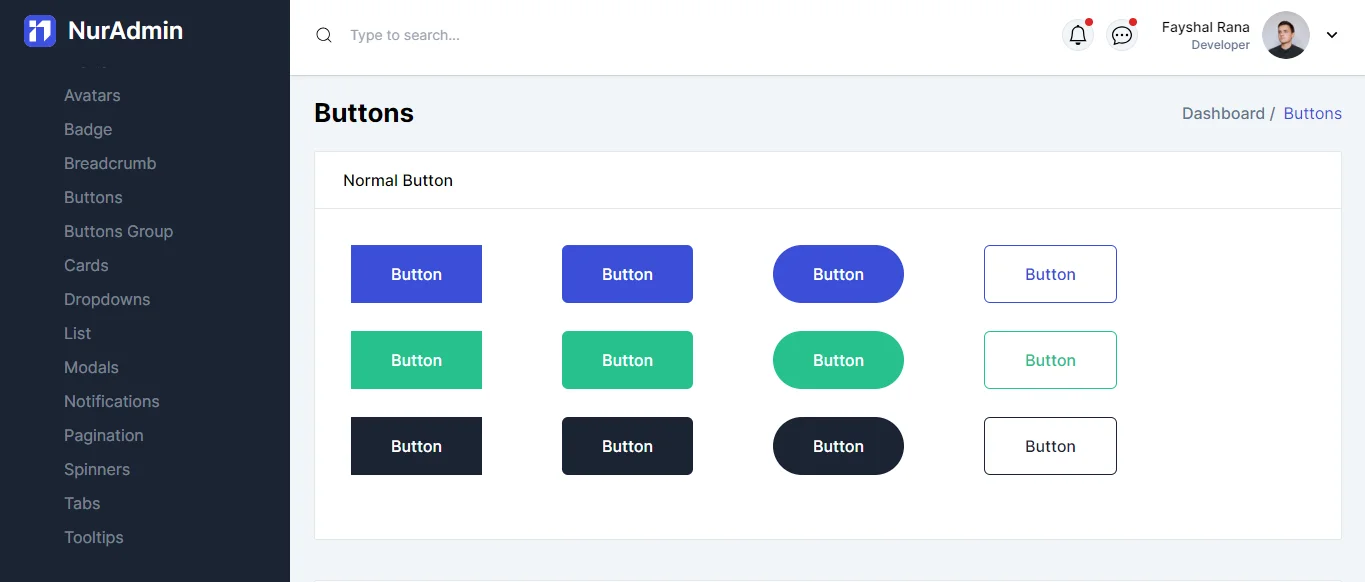 NurAdmin
Avatars
Badge
Breadcrumb
Buttons
Buttons Group
Cards
Dropdowns
List
Modals
Notifications
Pagination
Spinners
Tabs
Tooltips
Type to search...
Fayshal Rana
Developer
Buttons
Dashboard / Buttons
Normal Button
Button Button Button Button
Button Button Button Button
Button Button Button Button